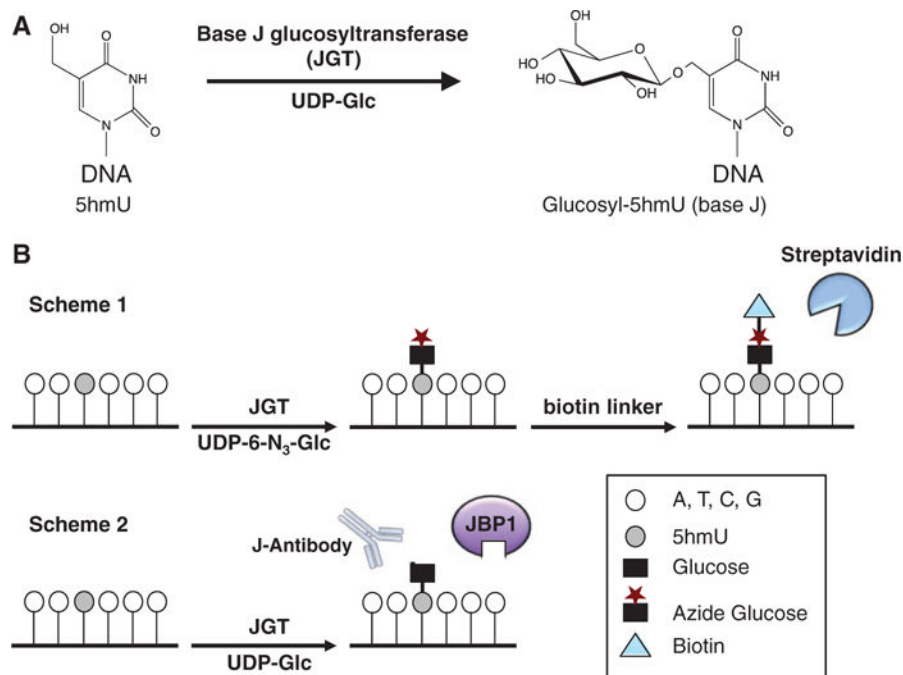 A
OH
O
NH
N
O
DNA
5hmU
Base J glucosyltransferase
(JGT)
UDP-Glc
OH
HO
HO
OH
O
O
O
NH
N
O
DNA
Glucosyl-5hmU (base J)
B
Scheme 1
JGT
UDP-6-N₃-Glc
biotin linker
Streptavidin
Scheme 2
JGT
UDP-Glc
J-Antibody
JBP1
A, T, C, G
5hmU
Glucose
Azide Glucose
Biotin